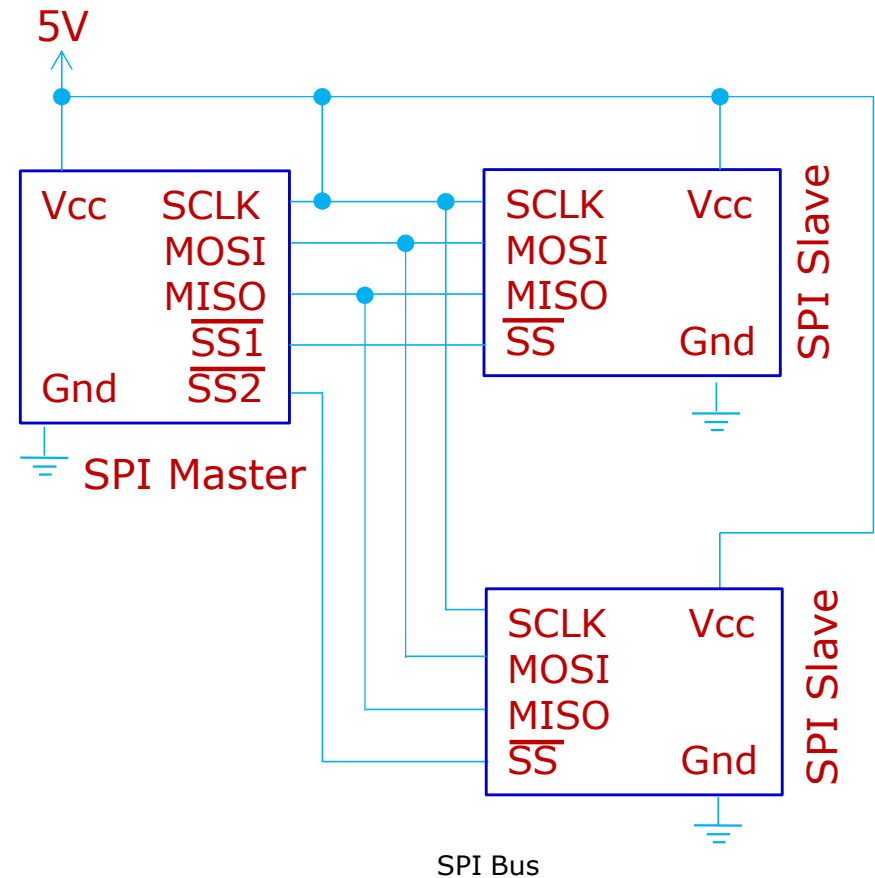 5V
Vcc SCLK
MOSI
MISO
SS1
Gnd SS2
SPI Master
SCLK Vcc
MOSI
MISO
SS Gnd
SPI Slave
SCLK Vcc
MOSI
MISO
SS Gnd
SPI Slave
SPI Bus